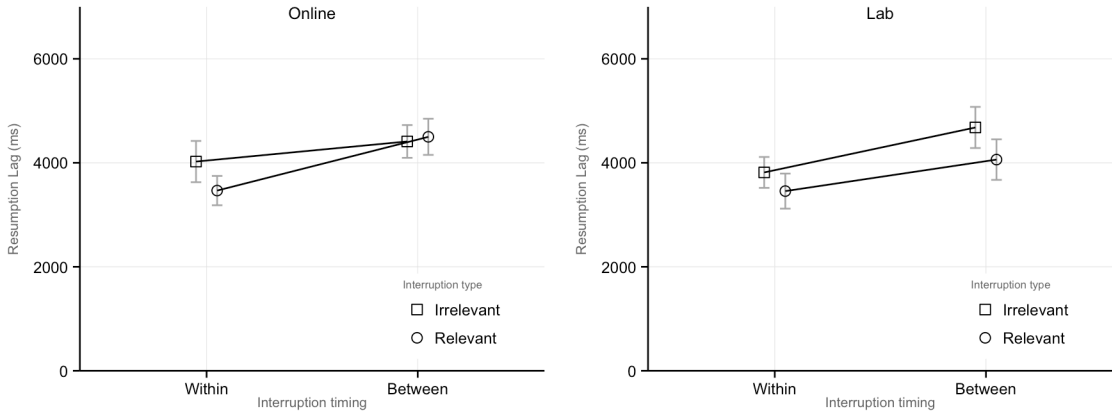 Online
Resumption Lag (ms)
6000
4000
2000
0
Interruption type
Irrelevant
Relevant
Within
Between
Interruption timing
Lab
Resumption Lag (ms)
6000
4000
2000
0
Interruption type
Irrelevant
Relevant
Within
Between
Interruption timing